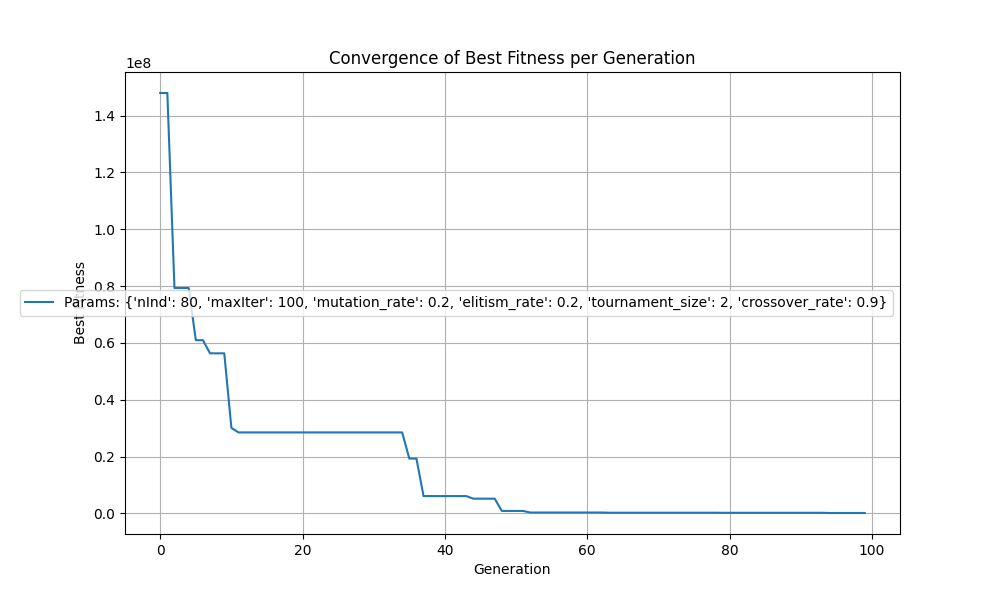 Convergence of Best Fitness per Generation
1e8
1.4
1.2
1.0
0.8
Params: {'nInd': 80, 'maxIter': 100, 'mutation_rate': 0.2, 'elitism_rate': 0.2, 'tournament_size': 2, 'crossover_rate': 0.9}
Best Fitness
0.6
0.4
0.2
0.0
0 20 40 60 80 100
Generation